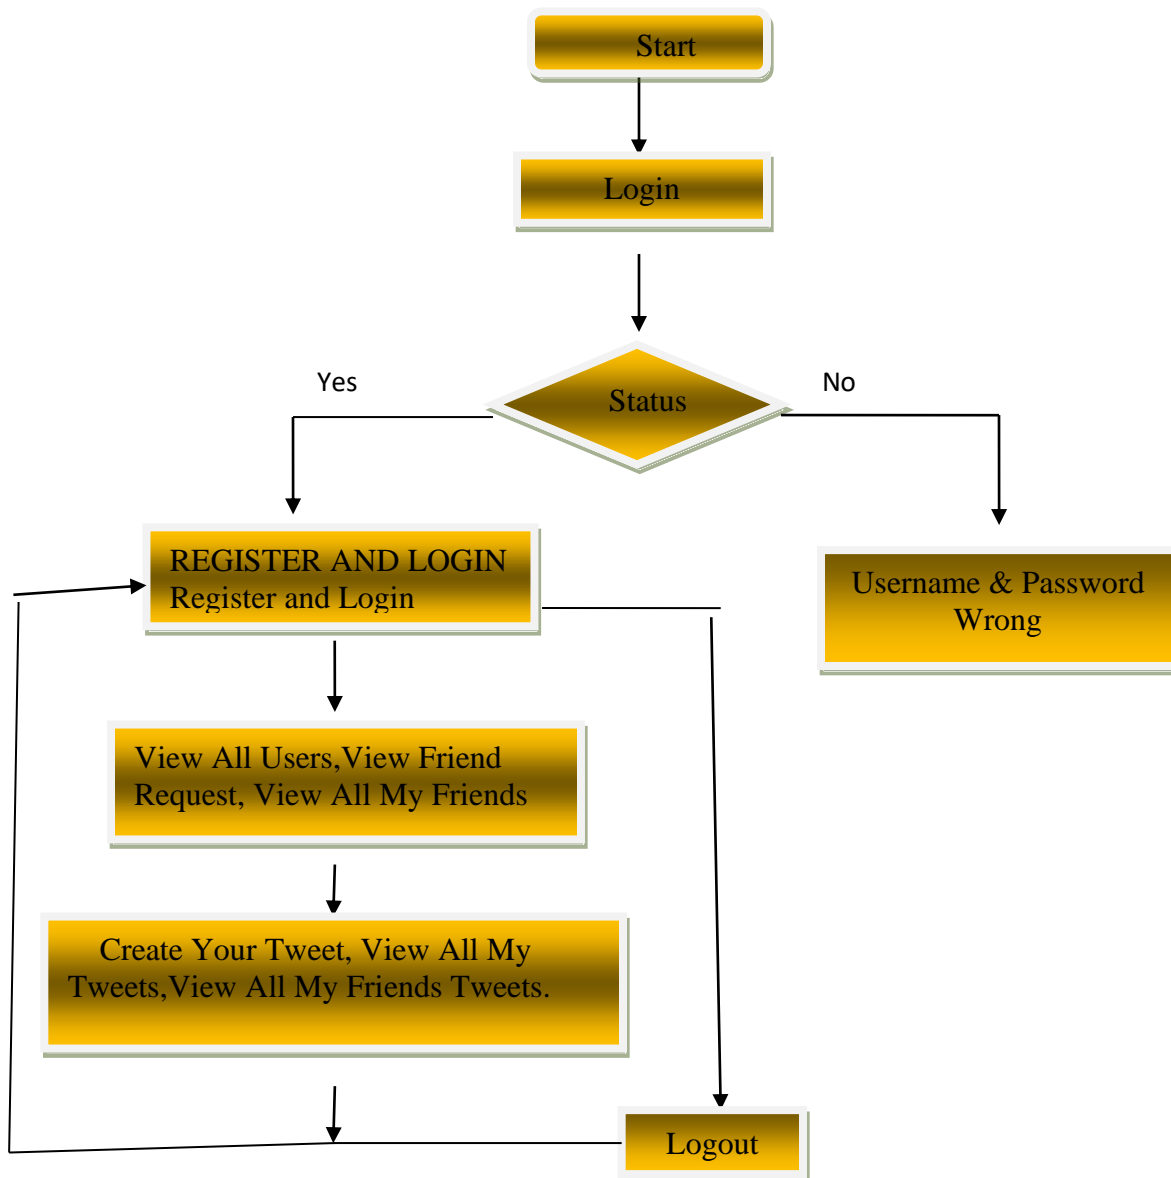 Start
Login
Status
Yes
No
REGISTER AND LOGIN
Register and Login
Username & Password
Wrong
View All Users,View Friend
Request, View All My Friends
Create Your Tweet, View All My
Tweets,View All My Friends Tweets.
Logout